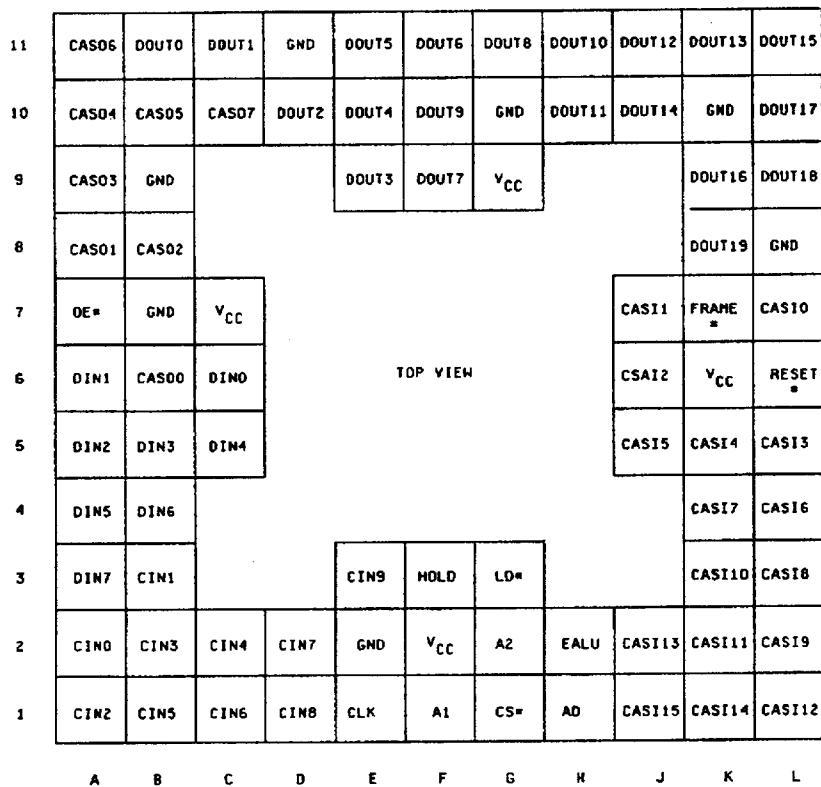 11 CASO6 DOUT0 DOUT1 GND DOUT5 DOUT6 DOUT8 DOUT10 DOUT12 DOUT13 DOUT15
10 CASO4 CASO5 CASO7 DOUT2 DOUT4 DOUT9 GND DOUT11 DOUT14 GND DOUT17
9 CASO3 GND DOUT3 DOUT7 VCC DOUT16 DOUT18
8 CASO1 CASO2 DOUT19 GND
7 OE* GND VCC CASI1 FRAME* CASI0
6 DIN1 CASO0 DIN0 TOP VIEW CSAI2 VCC RESET*
5 DIN2 DIN3 DIN4 CASI5 CASI4 CASI3
4 DIN5 DIN6 CASI7 CASI6
3 DIN7 CIN1 CIN9 HOLD LD* CASI10 CASI8
2 CIN0 CIN3 CIN4 CIN7 GND VCC A2 EALU CASI13 CASI11 CASI9
1 CIN2 CIN5 CIN6 CIN8 CLK A1 CS* A0 CASI15 CASI14 CASI12
A B C D E F G H J K L